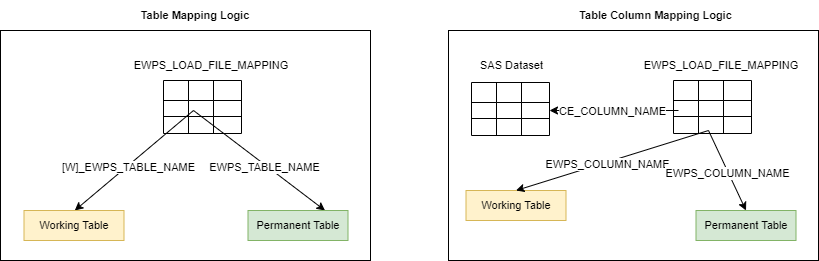 Table Mapping Logic
EWPS_LOAD_FILE_MAPPING
[W]_EWPS_TABLE_NAME
EWPS_TABLE_NAME
Working Table
Permanent Table
Table Column Mapping Logic
SAS Dataset
EWPS_LOAD_FILE_MAPPING
CE_COLUMN_NAME
EWPS_COLUMN_NAME
EWPS_COLUMN_NAME
Working Table
Permanent Table